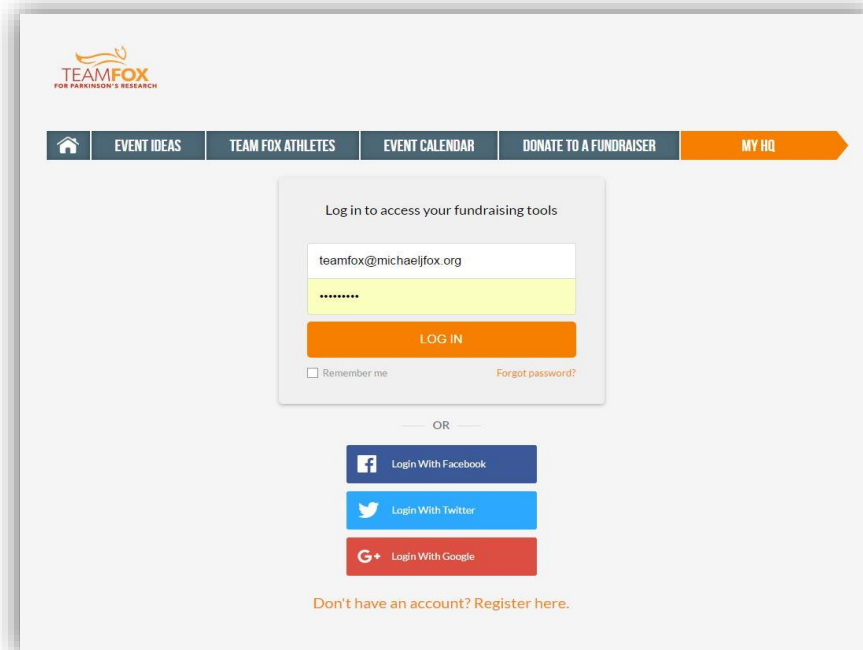 TEAMFOX
FOR PARKINSON'S RESEARCH
EVENT IDEAS TEAM FOX ATHLETES EVENT CALENDAR DONATE TO A FUNDRAISER MY HQ
Log in to access your fundraising tools
teamfox@michaeljfox.org
•••••••••
LOG IN
Remember me Forgot password?
OR
Login With Facebook
Login With Twitter
G+ Login With Google
Don't have an account? Register here.